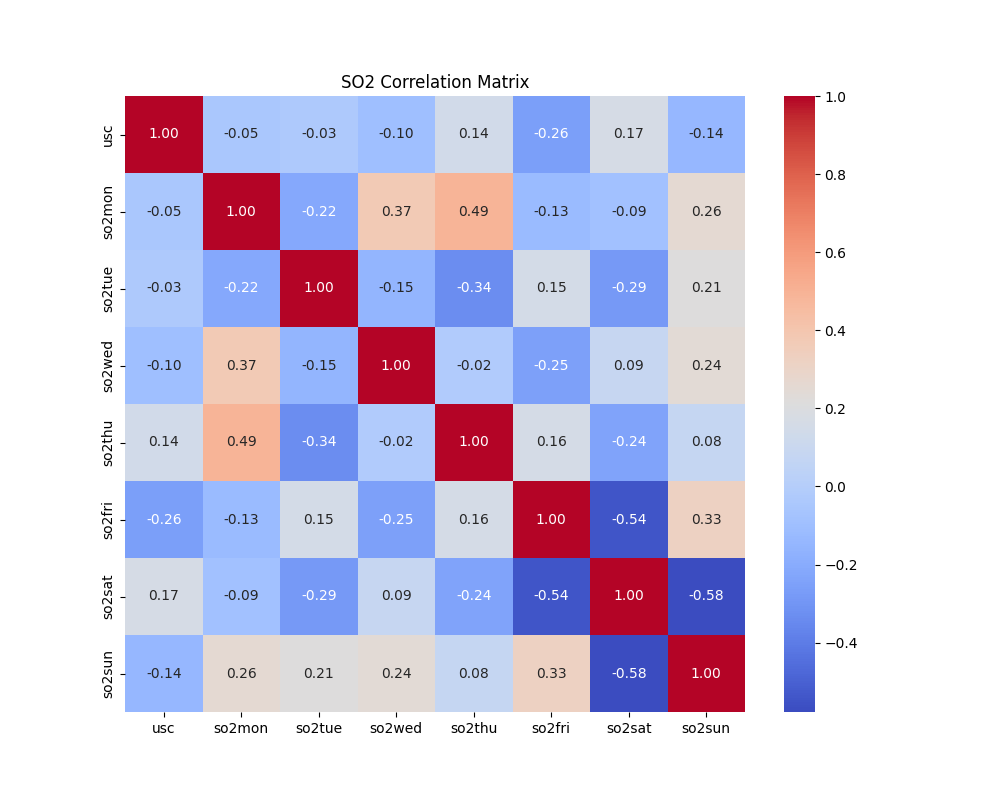 SO2 Correlation Matrix
usc 1.00 -0.05 -0.03 -0.10 0.14 -0.26 0.17 -0.14
so2mon -0.05 1.00 -0.22 0.37 0.49 -0.13 -0.09 0.26
so2tue -0.03 -0.22 1.00 -0.15 -0.34 0.15 -0.29 0.21
so2wed -0.10 0.37 -0.15 1.00 -0.02 -0.25 0.09 0.24
so2thu 0.14 0.49 -0.34 -0.02 1.00 0.16 -0.24 0.08
so2fri -0.26 -0.13 0.15 -0.25 0.16 1.00 -0.54 0.33
so2sat 0.17 -0.09 -0.29 0.09 -0.24 -0.54 1.00 -0.58
so2sun -0.14 0.26 0.21 0.24 0.08 0.33 -0.58 1.00
usc so2mon so2tue so2wed so2thu so2fri so2sat so2sun
1.0
0.8
0.6
0.4
0.2
0.0
−0.2
−0.4